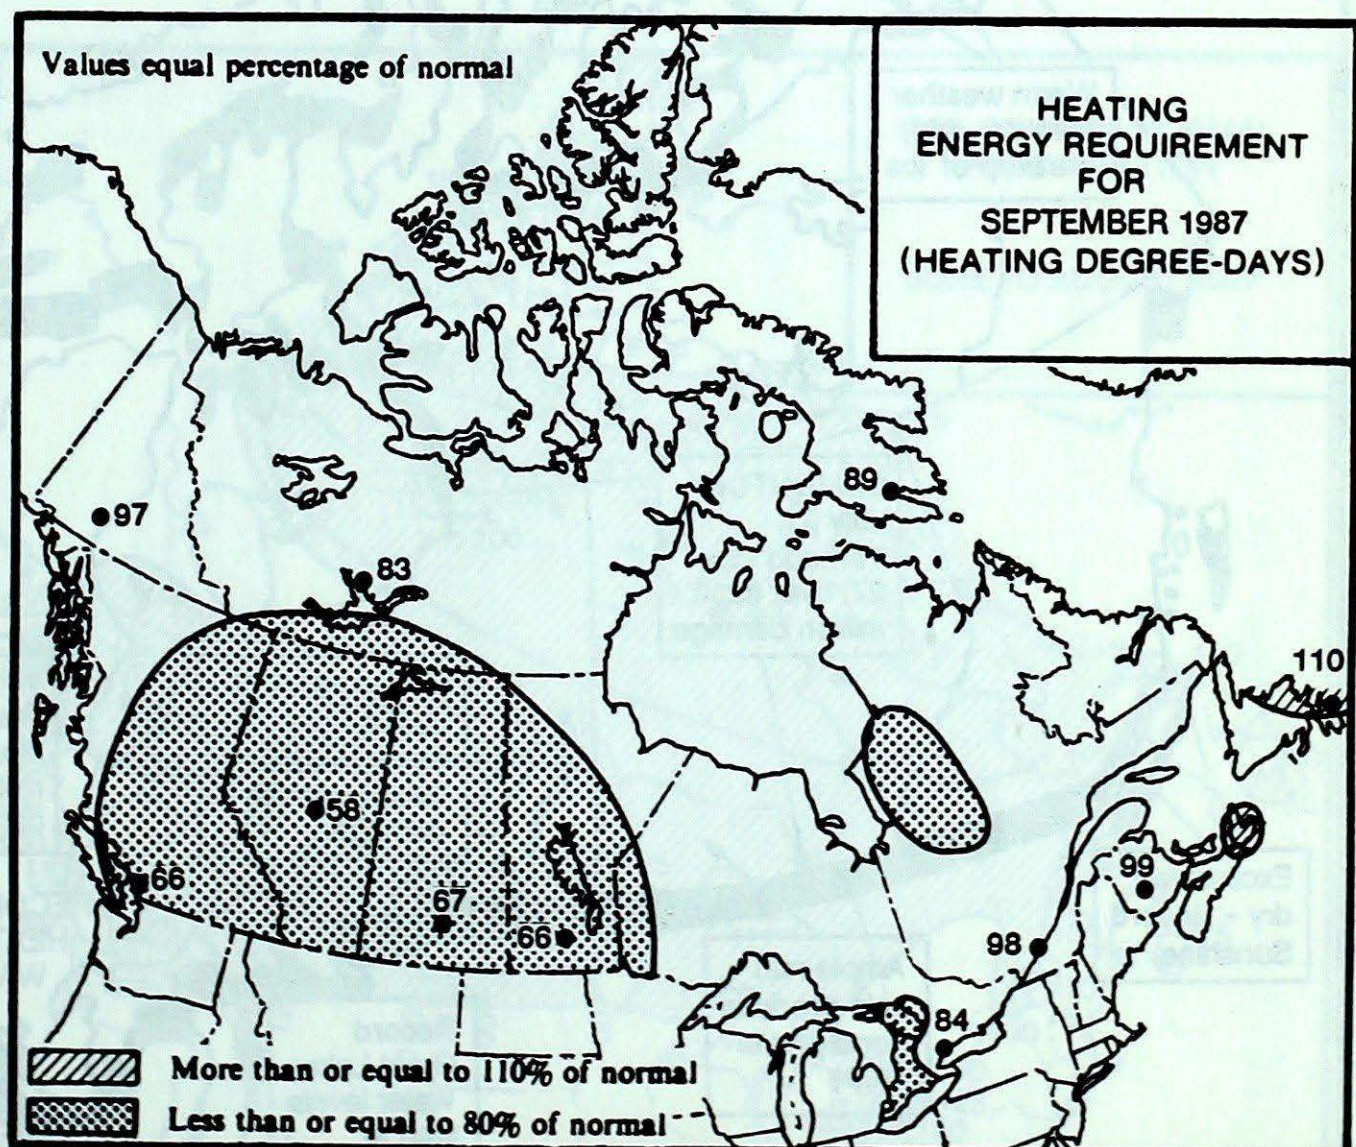 Values equal percentage of normal
HEATING
ENERGY REQUIREMENT
FOR
SEPTEMBER 1987
(HEATING DEGREE-DAYS)
89
97
83
110
58
66
67
66
99
98
84
More than or equal to 110% of normal
Less than or equal to 80% of normal